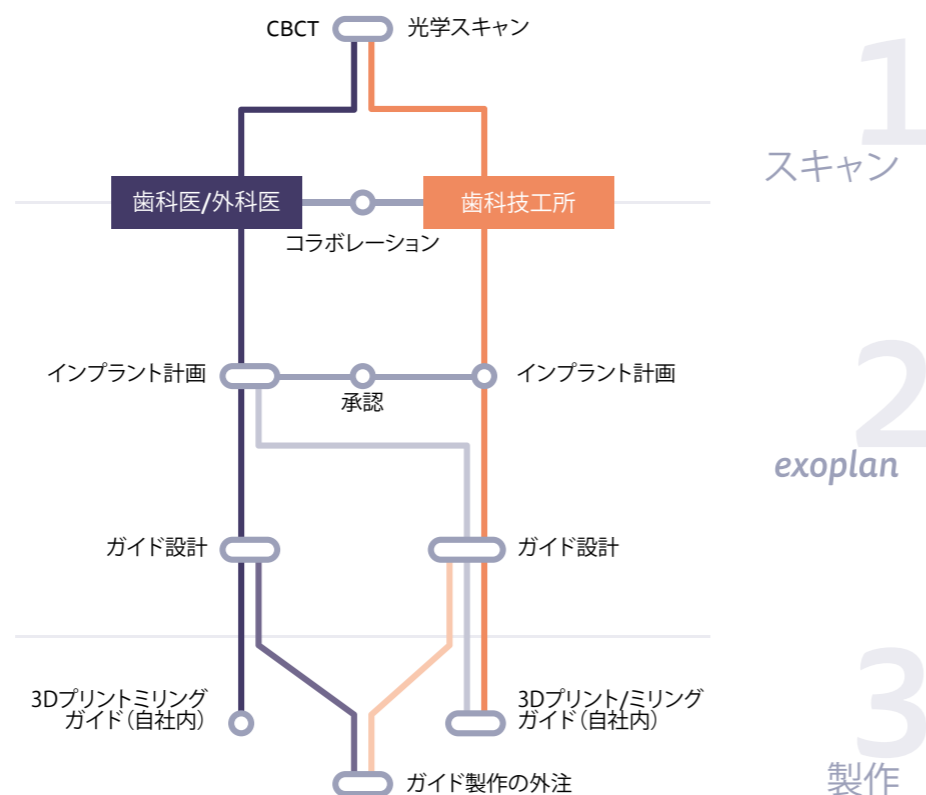 CBCT
光学スキャン
1
スキャン
歯科医/外科医
歯科技工所
コラボレーション
インプラント計画
インプラント計画
承認
2
exoplan
ガイド設計
ガイド設計
3Dプリントミリング
ガイド（自社内）
3Dプリント/ミリング
ガイド（自社内）
3
製作
ガイド製作の外注